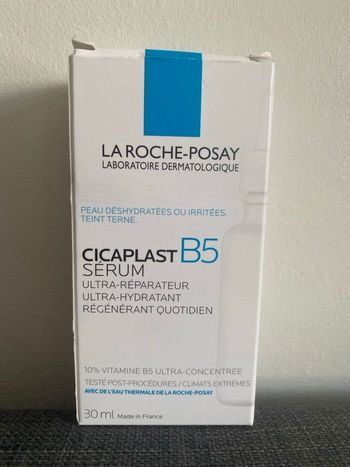 LA ROCHE-POSAY
LABORATOIRE DERMATOLOGIQUE
PEAU DÉSHYDRATÉES OU IRRITÉES.
TEINT TERNE.
CICAPLAST B5
SÉRUM
ULTRA-RÉPARATEUR
ULTRA-HYDRATANT
RÉGÉNÉRANT QUOTIDIEN
10% VITAMINE B5 ULTRA-CONCENTRÉE
TESTÉ POST-PROCÉDURES / CLIMATS EXTRÊMES
AVEC DE L'EAU THERMALE DE LA ROCHE-POSAY
30 ml Made in France